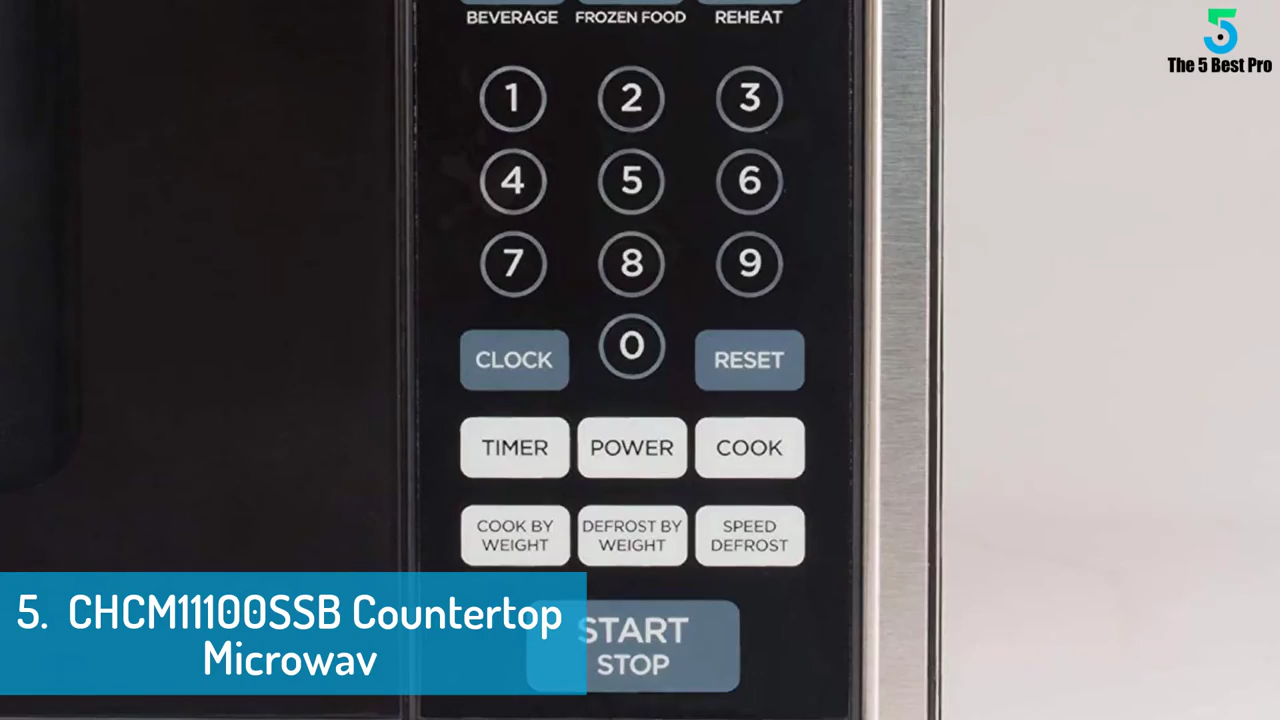 BEVERAGE FROZEN FOOD REHEAT
5
The 5 Best Pro
1 2 3
4 5 6
7 8 9
0
CLOCK RESET
TIMER POWER COOK
COOK BY WEIGHT
DEFROST BY WEIGHT
SPEED DEFROST
START
STOP
5. CHCM11100SSB Countertop
Microwav